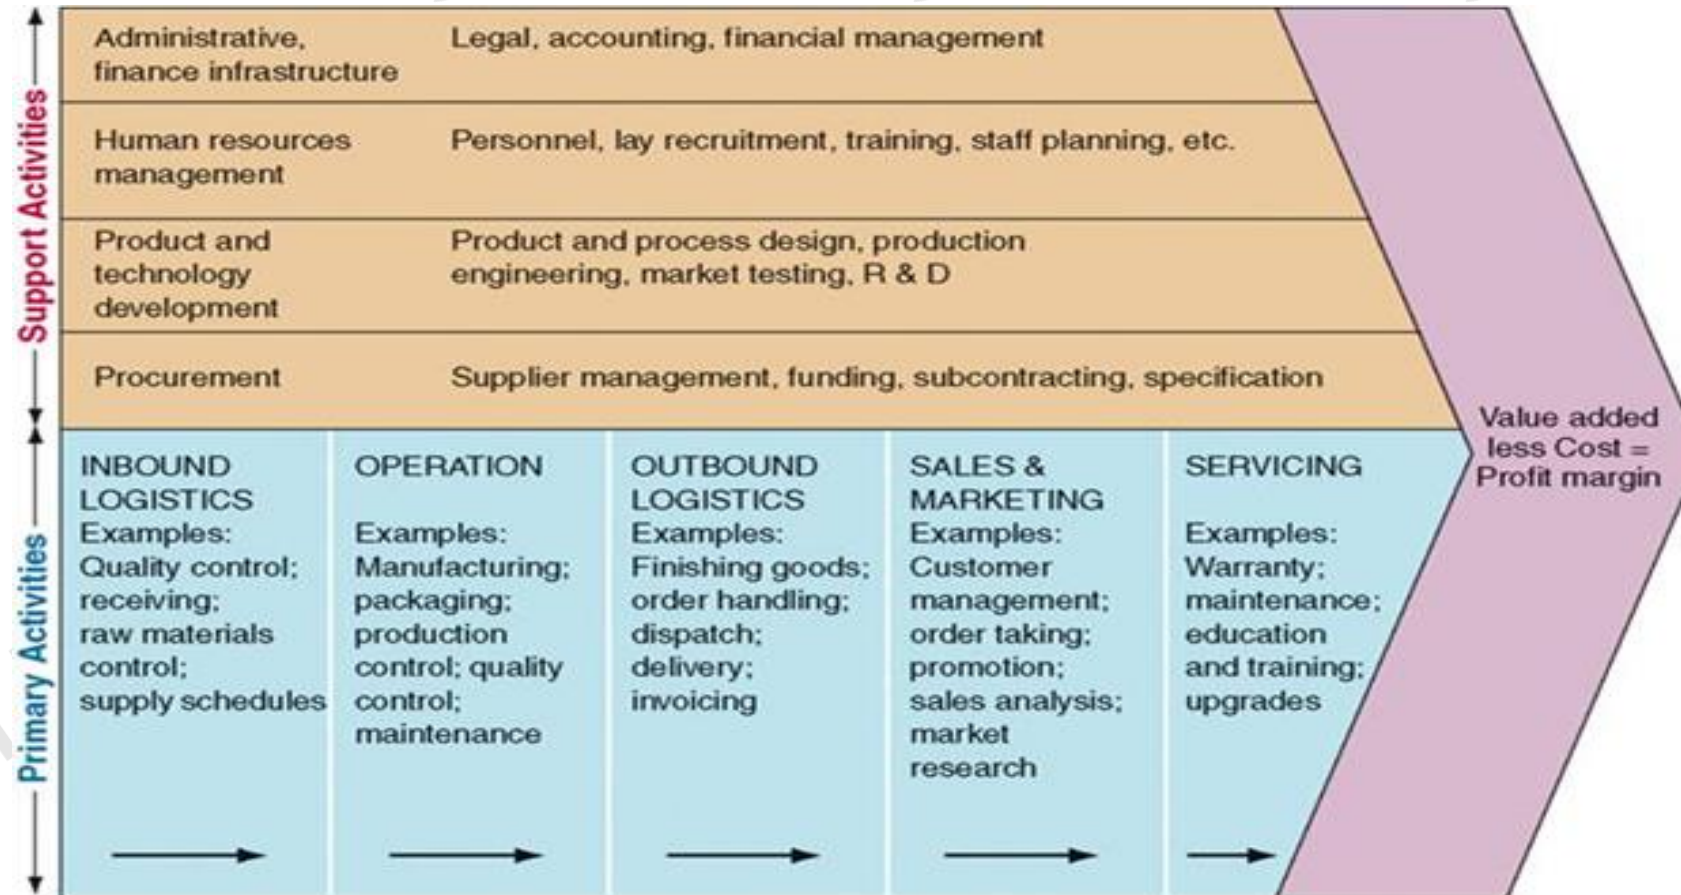 Support Activities
Administrative,
finance infrastructure
Legal, accounting, financial management
Human resources
management
Personnel, lay recruitment, training, staff planning, etc.
Product and
technology
development
Product and process design, production
engineering, market testing, R & D
Procurement
Supplier management, funding, subcontracting, specification
Primary Activities
INBOUND
LOGISTICS
Examples:
Quality control;
receiving;
raw materials
control;
supply schedules
OPERATION
Examples:
Manufacturing;
packaging;
production
control; quality
control;
maintenance
OUTBOUND
LOGISTICS
Examples:
Finishing goods;
order handling;
dispatch;
delivery;
invoicing
SALES &
MARKETING
Examples:
Customer
management;
order taking;
promotion;
sales analysis;
market
research
SERVICING
Examples:
Warranty;
maintenance;
education
and training;
upgrades
Value added
less Cost =
Profit margin